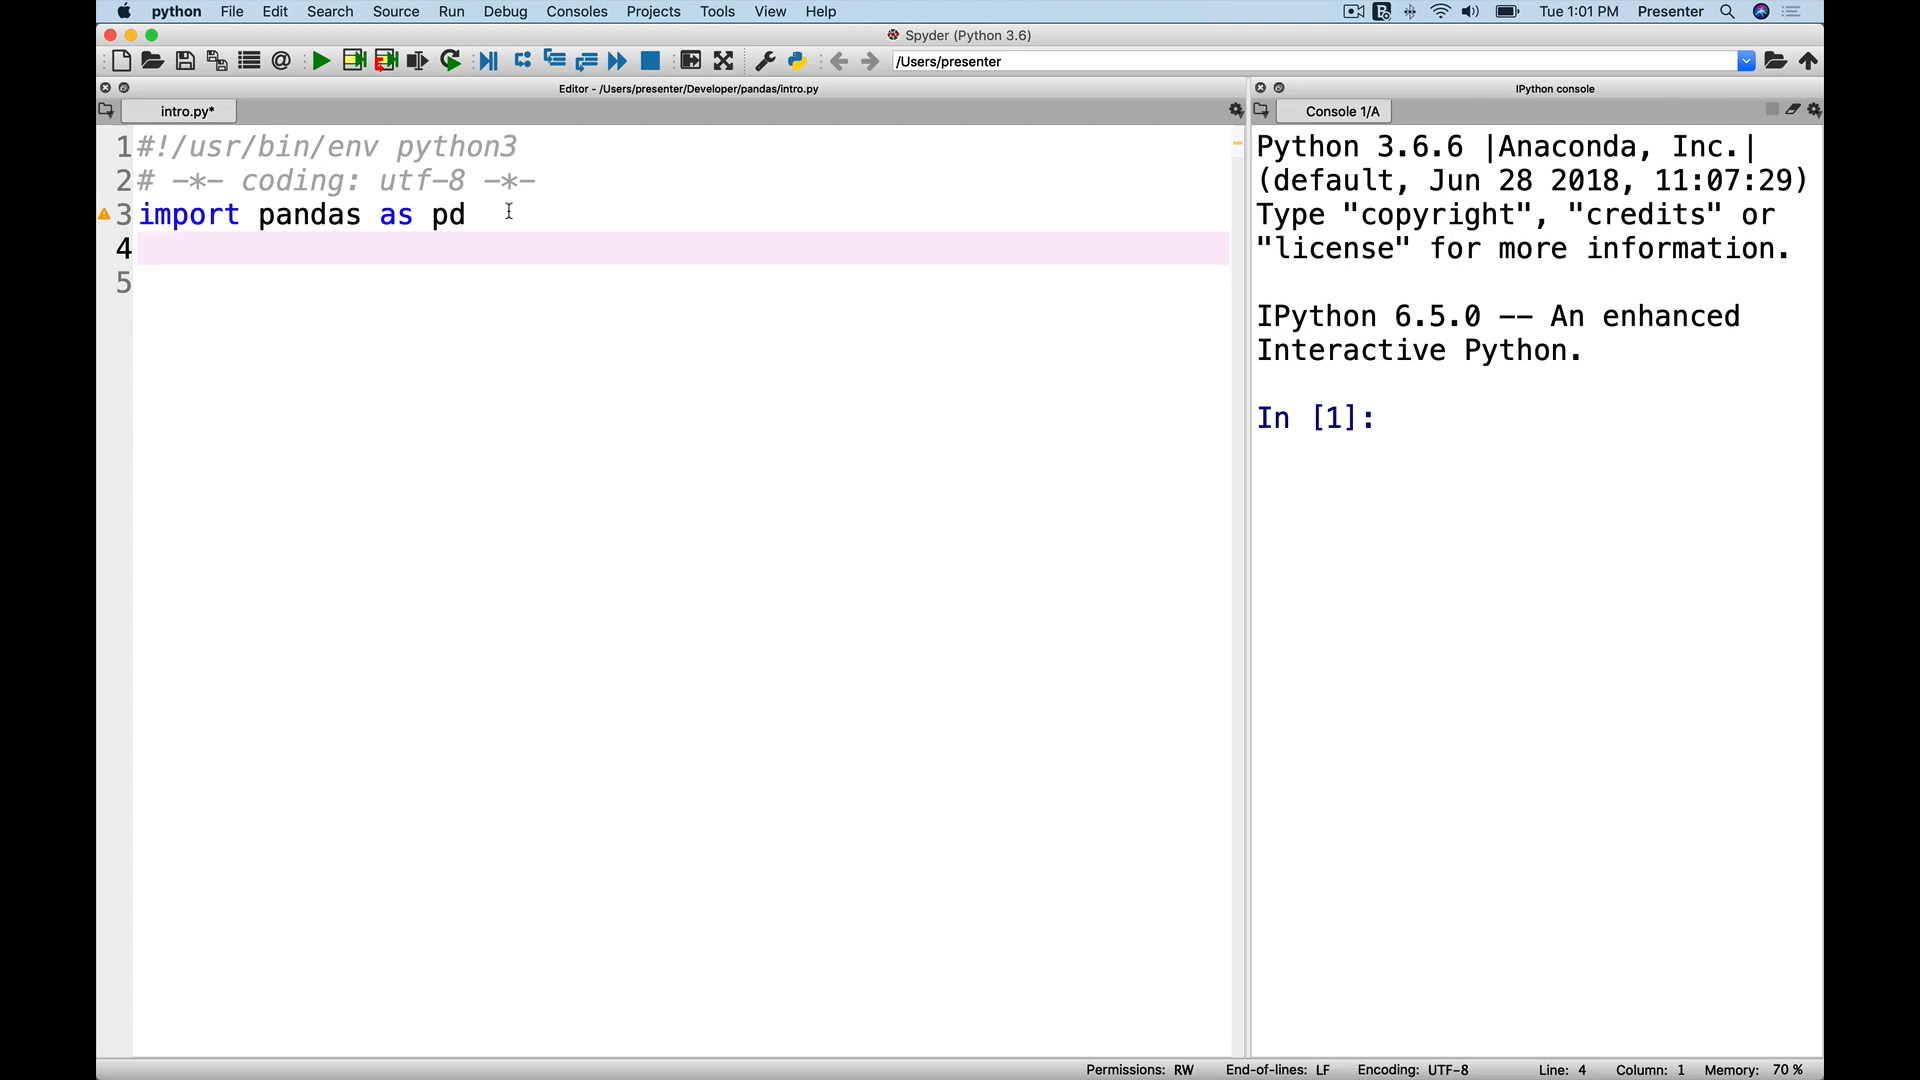 python File Edit Search Source Run Debug Consoles Projects Tools View Help Tue 1:01 PM Presenter
Spyder (Python 3.6)
/Users/presenter
Editor - /Users/presenter/Developer/pandas/intro.py
IPython console
intro.py*
Console 1/A
1 #!/usr/bin/env python3
2 # -*- coding: utf-8 -*-
3 import pandas as pd
4
5
Python 3.6.6 |Anaconda, Inc.|
(default, Jun 28 2018, 11:07:29)
Type "copyright", "credits" or
"license" for more information.
IPython 6.5.0 -- An enhanced
Interactive Python.
In [1]:
Permissions: RW End-of-lines: LF Encoding: UTF-8 Line: 4 Column: 1 Memory: 70 %